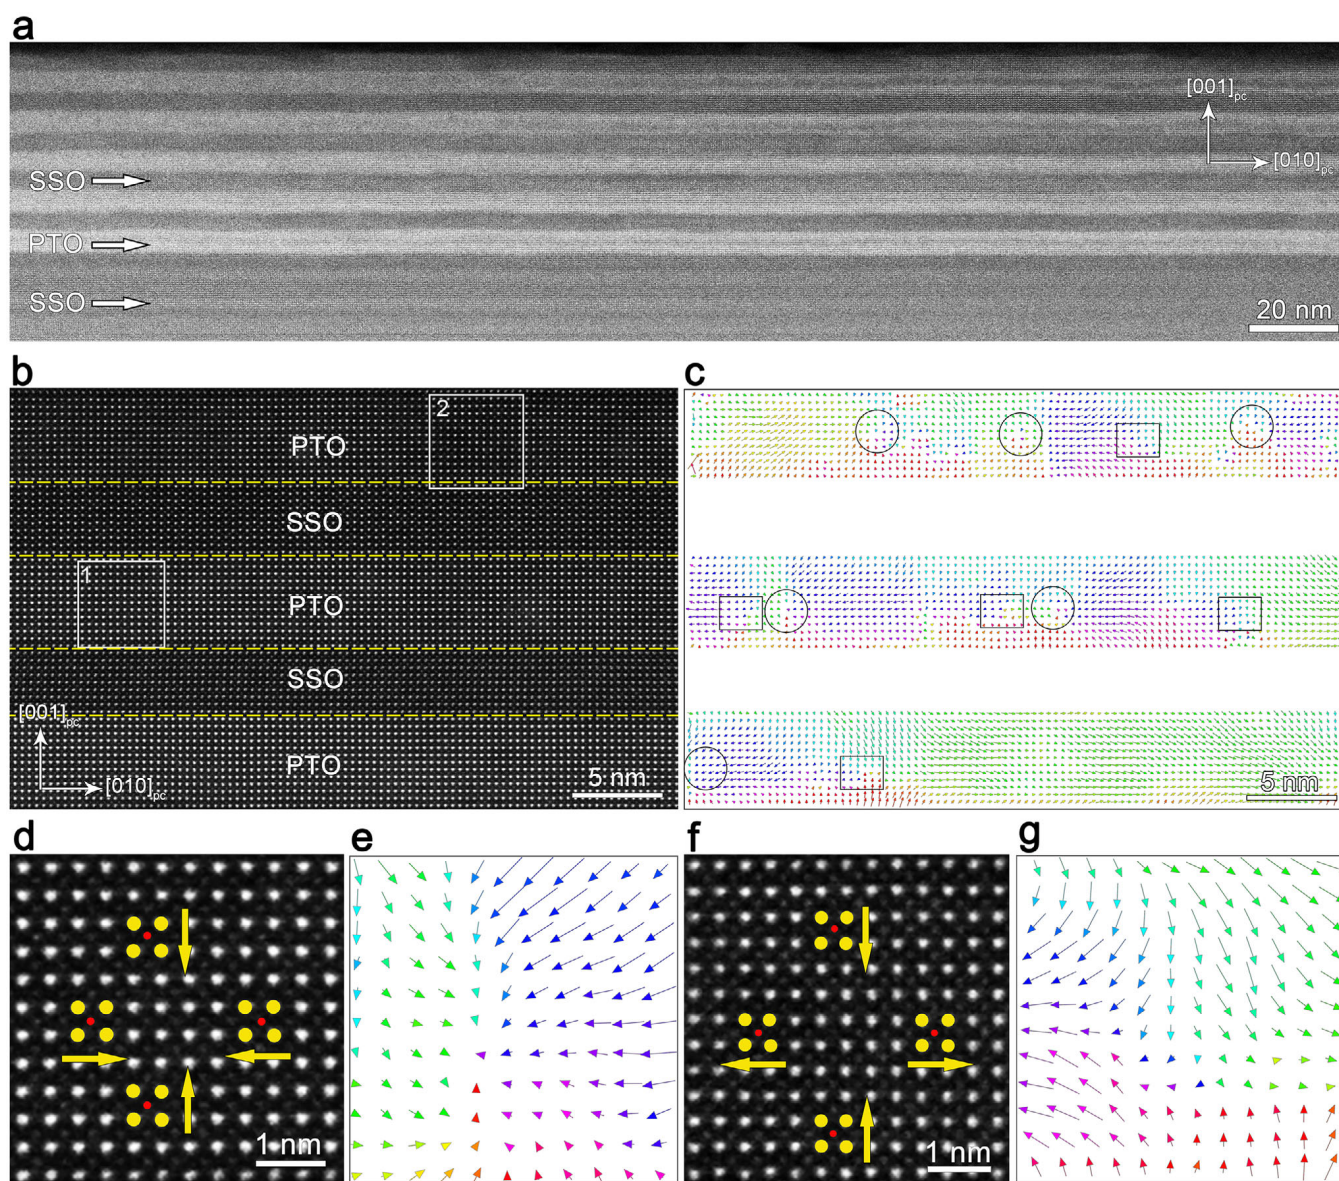 a
[001]pc
[010]pc
SSO
PTO
SSO
20 nm
b
c
2
PTO
SSO
1
PTO
SSO
[001]pc
PTO
[010]pc
5 nm
5 nm
d
e
f
g
1 nm
1 nm